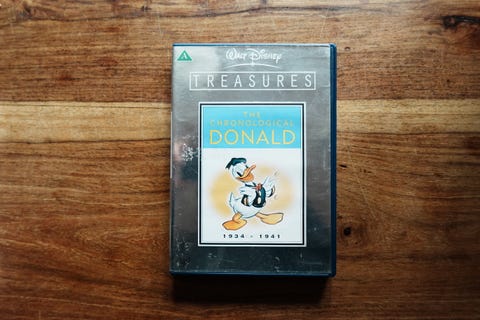 WALT DISNEY
TREASURES
THE
CHRONOLOGICAL
DONALD
1934 - 1941